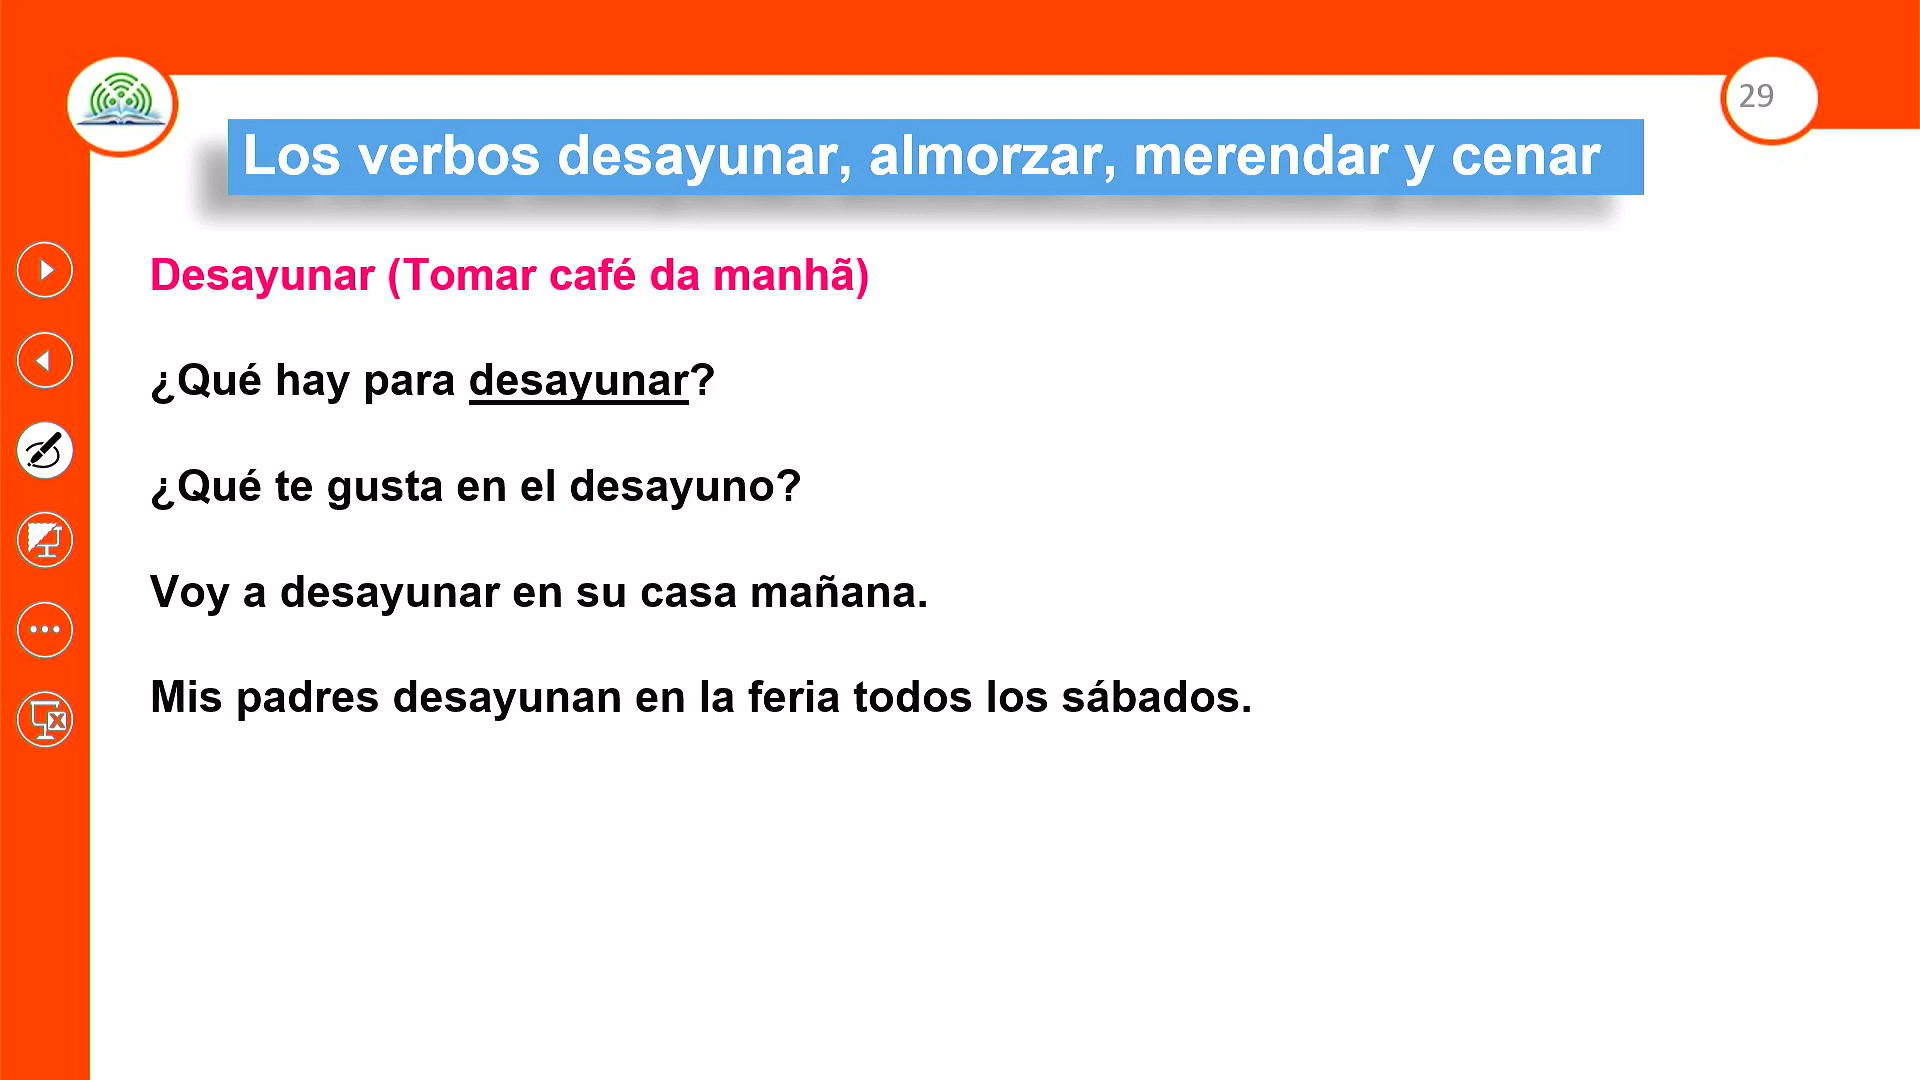 29
Los verbos desayunar, almorzar, merendar y cenar
Desayunar (Tomar café da manhã)
¿Qué hay para desayunar?
¿Qué te gusta en el desayuno?
Voy a desayunar en su casa mañana.
Mis padres desayunan en la feria todos los sábados.